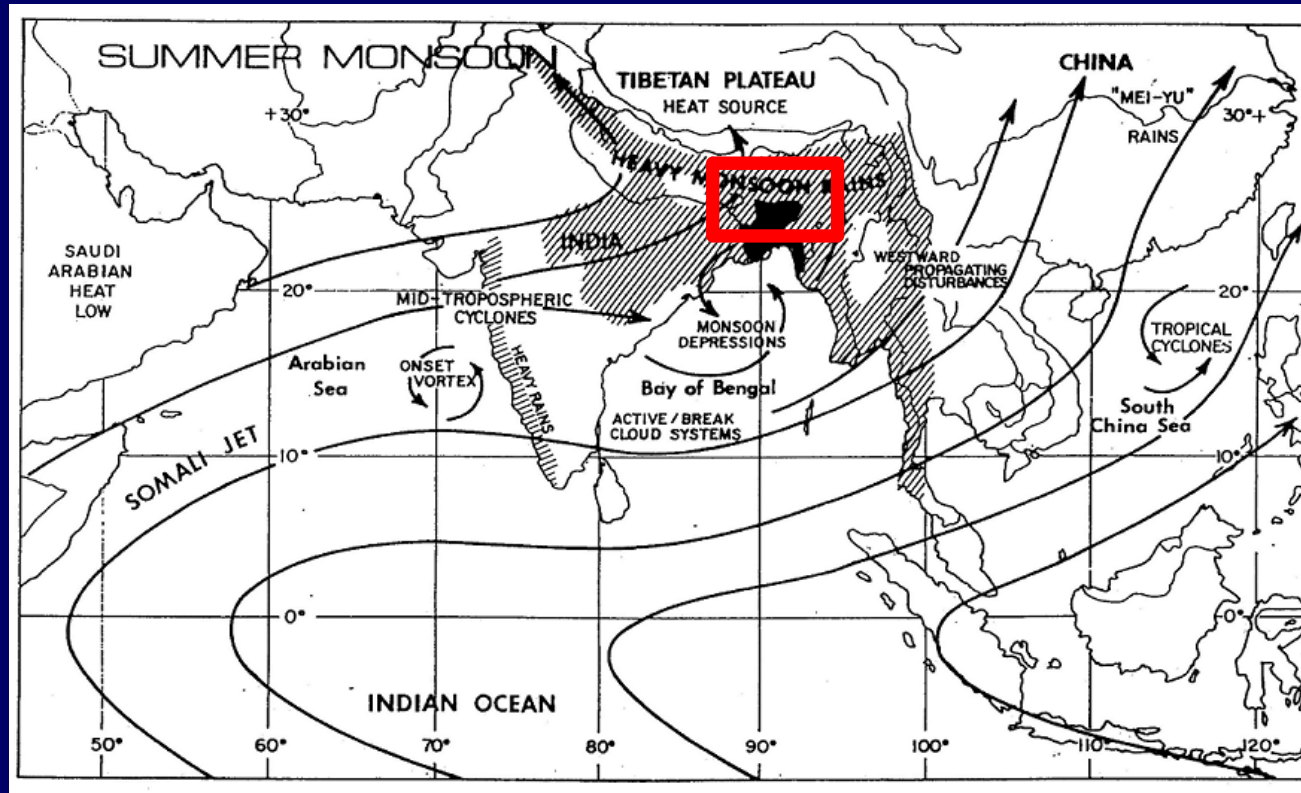 SUMMER MONSOON
TIBETAN PLATEAU
HEAT SOURCE
CHINA
"MEI-YU"
RAINS
+30°
30°+
HEAVY MONSOON RAINS
SAUDI
ARABIAN
HEAT
LOW
INDIA
WESTWARD
PROPAGATING
DISTURBANCES
20°
20°
MID-TROPOSPHERIC
CYCLONES
MONSOON
DEPRESSIONS
TROPICAL
CYCLONES
Arabian
Sea
ONSET
VORTEX
HEAVY RAINS
Bay of Bengal
ACTIVE/BREAK
CLOUD SYSTEMS
South
China Sea
SOMALI JET
10°
10°
0°
0°
INDIAN OCEAN
50°
60°
70°
80°
90°
100°
110°
120°